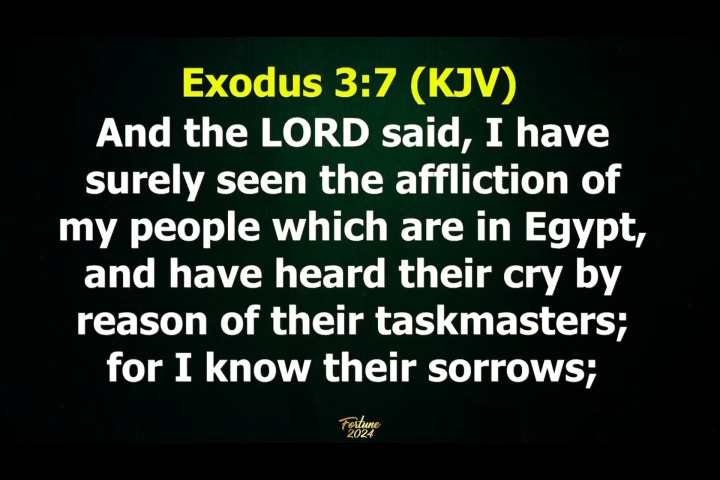 Exodus 3:7 (KJV)
And the LORD said, I have
surely seen the affliction of
my people which are in Egypt,
and have heard their cry by
reason of their taskmasters;
for I know their sorrows;
Fortune
2024